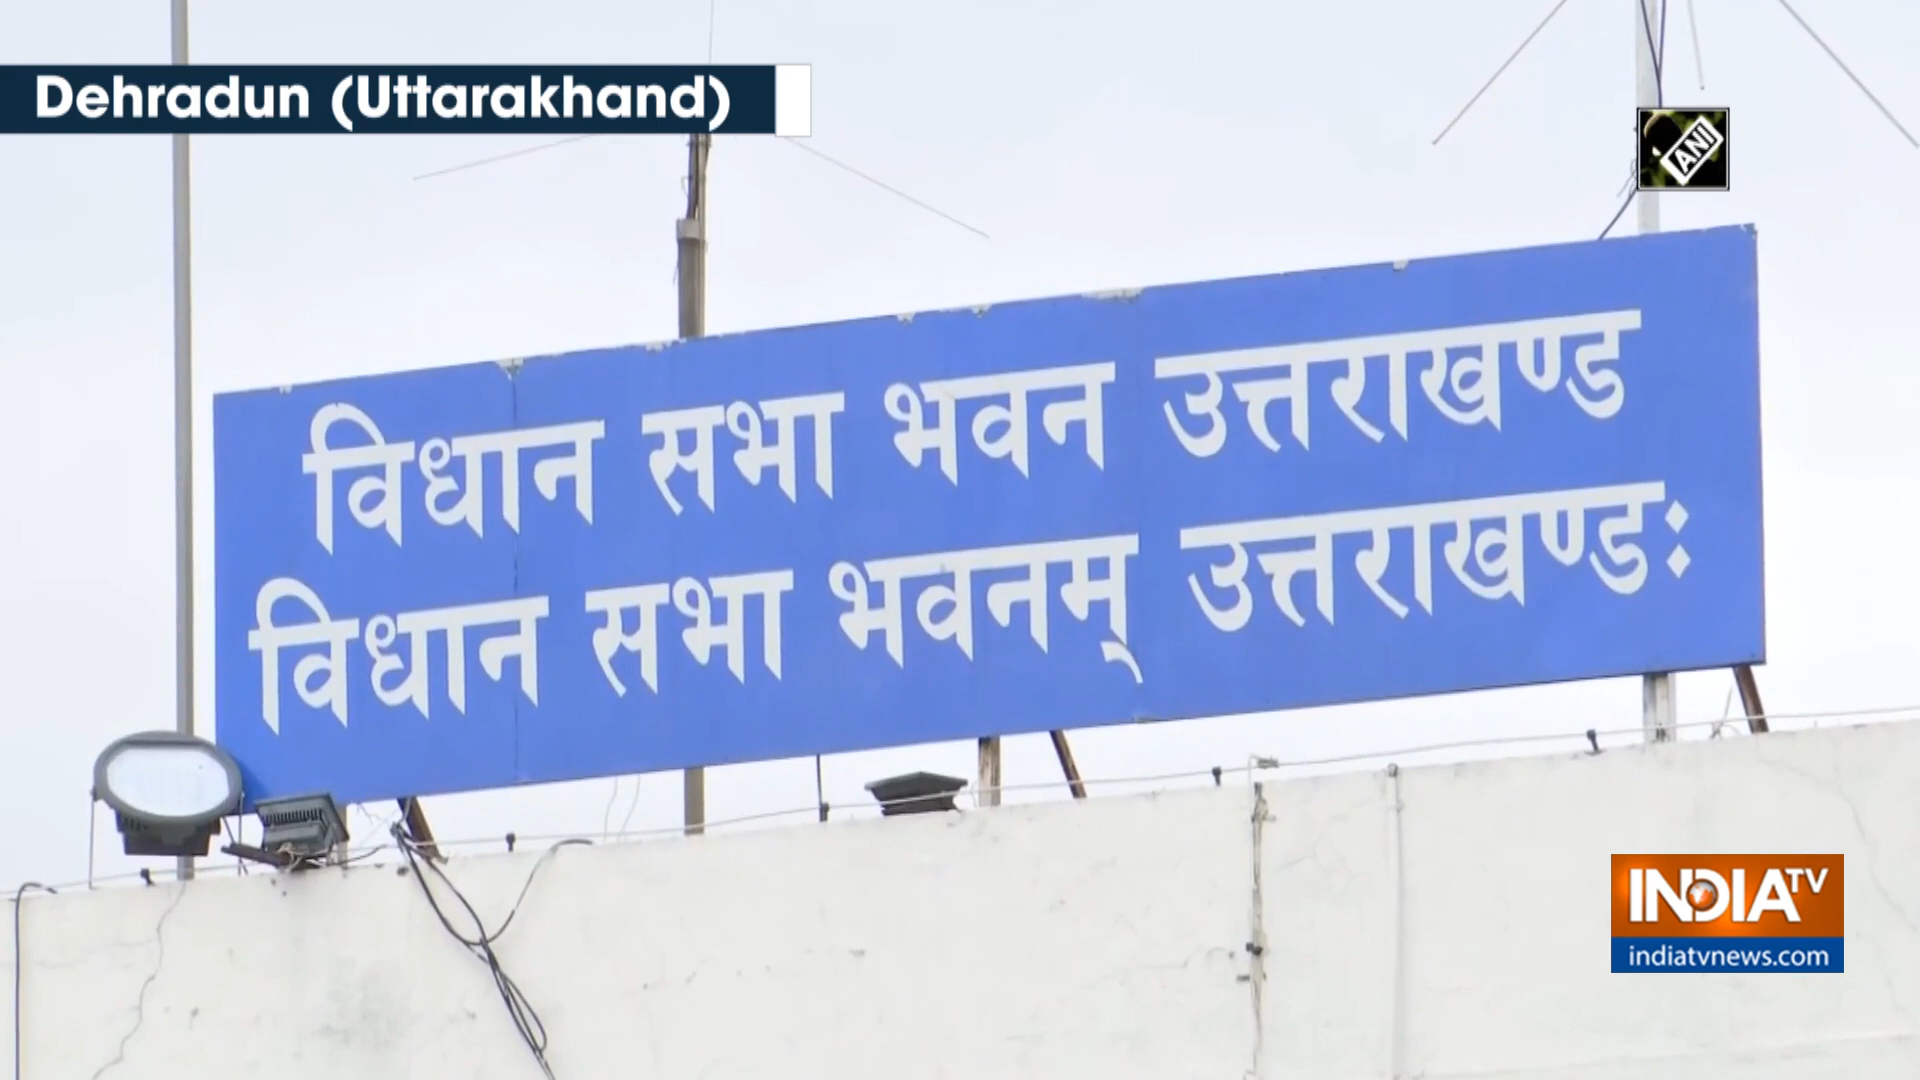 Dehradun (Uttarakhand)
ANI
विधान सभा भवन उत्तराखण्ड
विधान सभा भवनम् उत्तराखण्डः
INDIA TV
indiatvnews.com